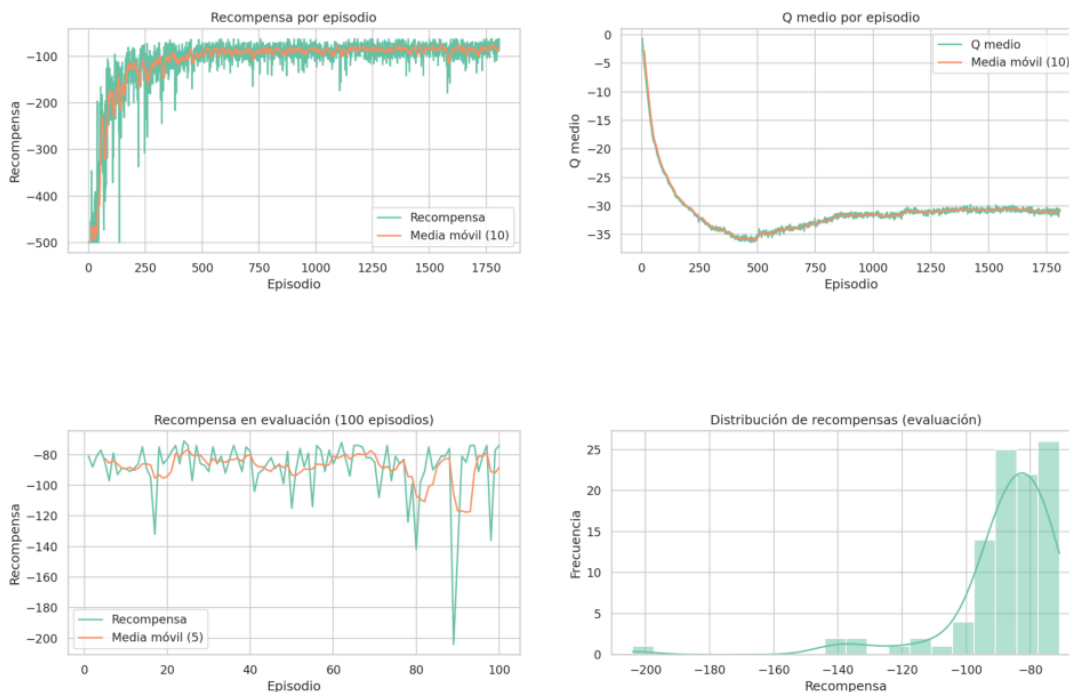 Recompensa por episodio
Recompensa
−100
−200
−300
−400
−500
Recompensa
Media móvil (10)
0 250 500 750 1000 1250 1500 1750
Episodio
Q medio por episodio
Q medio
0
−5
−10
−15
−20
−25
−30
−35
Q medio
Media móvil (10)
0 250 500 750 1000 1250 1500 1750
Episodio
Recompensa en evaluación (100 episodios)
Recompensa
−80
−100
−120
−140
−160
−180
−200
Recompensa
Media móvil (5)
0 20 40 60 80 100
Episodio
Distribución de recompensas (evaluación)
Frecuencia
25
20
15
10
5
0
−200 −180 −160 −140 −120 −100 −80
Recompensa